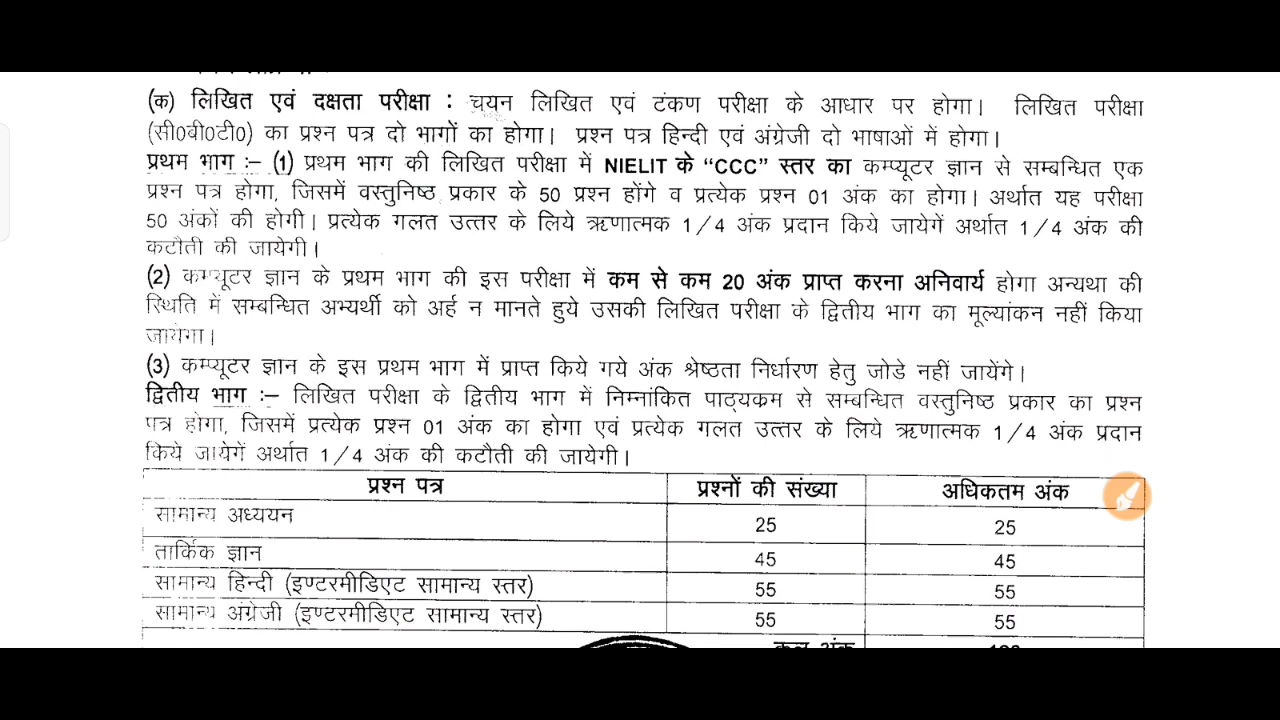 (क) लिखित एवं दक्षता परीक्षा : चयन लिखित एवं टंकण परीक्षा के आधार पर होगा। लिखित परीक्षा
(सी0बी0टी0) का प्रश्न पत्र दो भागों का होगा। प्रश्न पत्र हिन्दी एवं अंग्रेजी दो भाषाओं में होगा।
प्रथम भाग :– (1) प्रथम भाग की लिखित परीक्षा में NIELIT के “CCC” स्तर का कम्प्यूटर ज्ञान से सम्बन्धित एक
प्रश्न पत्र होगा, जिसमें वस्तुनिष्ठ प्रकार के 50 प्रश्न होंगे व प्रत्येक प्रश्न 01 अंक का होगा। अर्थात यह परीक्षा
50 अंकों की होगी। प्रत्येक गलत उत्तर के लिये ऋणात्मक 1/4 अंक प्रदान किये जायेगें अर्थात 1/4 अंक की
कटौती की जायेगी।
(2) कम्प्यूटर ज्ञान के प्रथम भाग की इस परीक्षा में कम से कम 20 अंक प्राप्त करना अनिवार्य होगा अन्यथा की
स्थिति में सम्बन्धित अभ्यर्थी को अर्ह न मानते हुये उसकी लिखित परीक्षा के द्वितीय भाग का मूल्यांकन नहीं किया
जायेगा।
(3) कम्प्यूटर ज्ञान के इस प्रथम भाग में प्राप्त किये गये अंक श्रेष्ठता निर्धारण हेतु जोडे नहीं जायेंगे।
द्वितीय भाग :– लिखित परीक्षा के द्वितीय भाग में निम्नांकित पाठ्यक्रम से सम्बन्धित वस्तुनिष्ठ प्रकार का प्रश्न
पत्र होगा, जिसमें प्रत्येक प्रश्न 01 अंक का होगा एवं प्रत्येक गलत उत्तर के लिये ऋणात्मक 1/4 अंक प्रदान
किये जायेगें अर्थात 1/4 अंक की कटौती की जायेगी।
प्रश्न पत्र प्रश्नों की संख्या अधिकतम अंक
सामान्य अध्ययन 25 25
तार्किक ज्ञान 45 45
सामान्य हिन्दी (इण्टरमीडिएट सामान्य स्तर) 55 55
सामान्य अंग्रेजी (इण्टरमीडिएट सामान्य स्तर) 55 55
कुल अंक